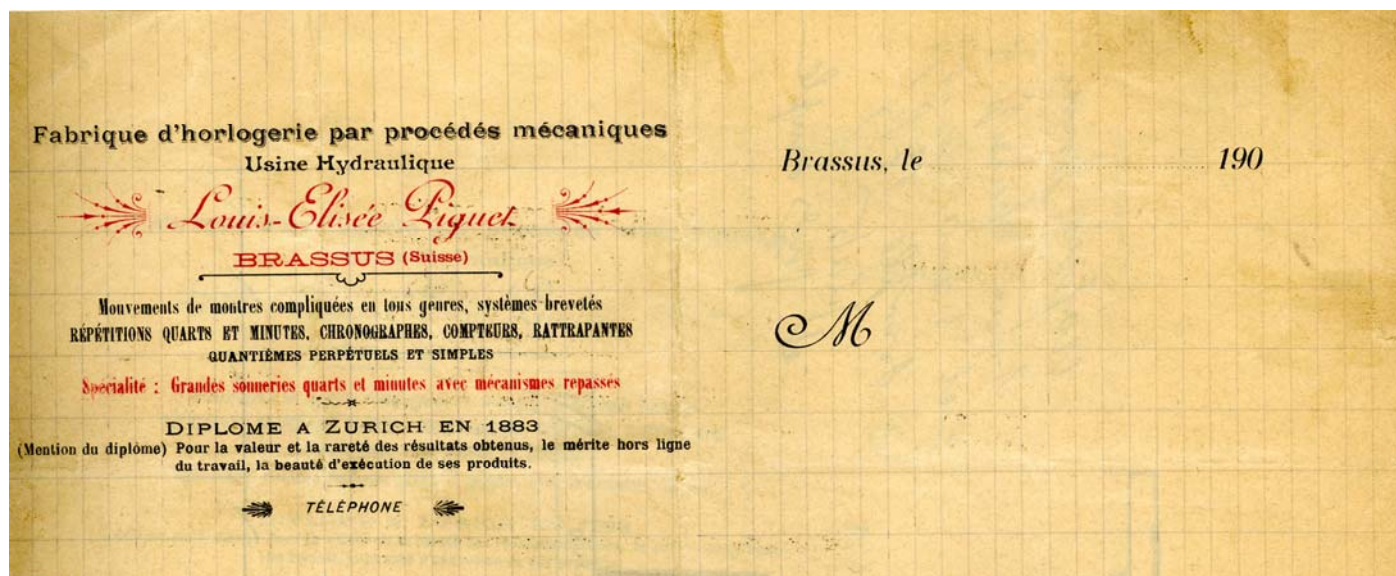 Fabrique d'horlogerie par procédés mécaniques
Usine Hydraulique
Louis-Elisée Piguet
BRASSUS (Suisse)
Mouvements de montres compliquées en tous genres, systèmes brevetés
RÉPÉTITIONS QUARTS ET MINUTES, CHRONOGRAPHES, COMPTEURS, RATTRAPANTES
QUANTIÈMES PERPÉTUELS ET SIMPLES
Spécialité : Grandes sonneries quarts et minutes avec mécanismes repassés
DIPLOME A ZURICH EN 1883
(Mention du diplôme) Pour la valeur et la rareté des résultats obtenus, le mérite hors ligne
du travail, la beauté d'exécution de ses produits.
TÉLÉPHONE
Brassus, le ........ 190
M